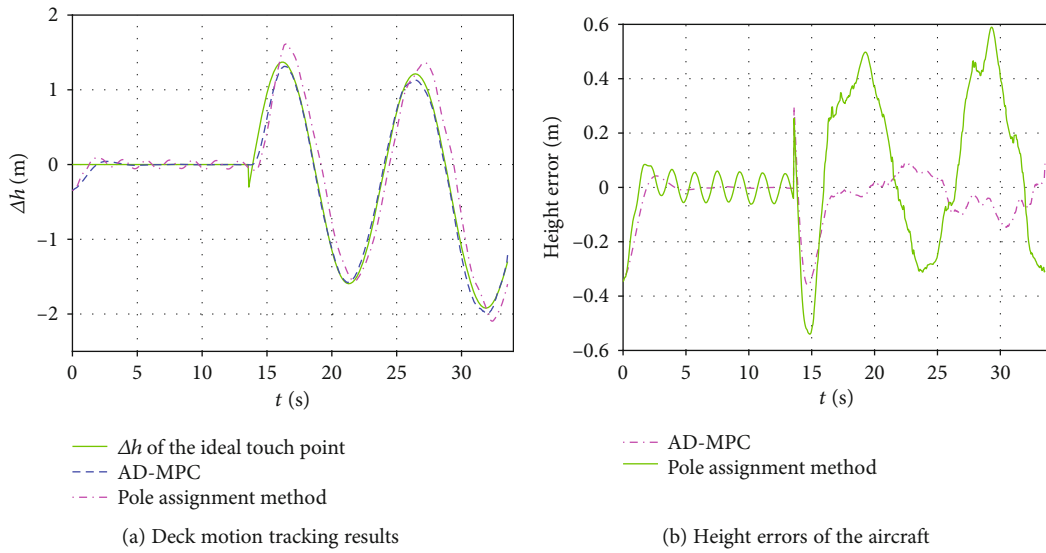 2
1
0
−1
−2
Δh (m)
0 5 10 15 20 25 30
t (s)
Δh of the ideal touch point
AD-MPC
Pole assignment method
(a) Deck motion tracking results
0.6
0.4
0.2
0
−0.2
−0.4
−0.6
Height error (m)
0 5 10 15 20 25 30
t (s)
AD-MPC
Pole assignment method
(b) Height errors of the aircraft